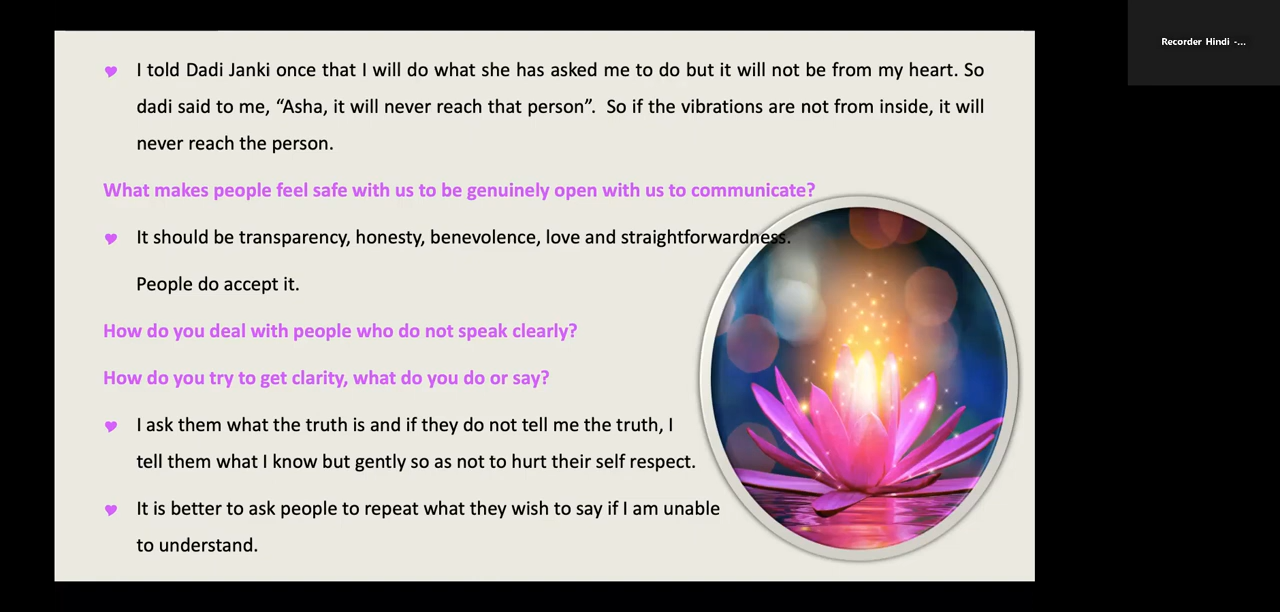 I told Dadi Janki once that I will do what she has asked me to do but it will not be from my heart. So
dadi said to me, “Asha, it will never reach that person”.  So if the vibrations are not from inside, it will
never reach the person.
What makes people feel safe with us to be genuinely open with us to communicate?
It should be transparency, honesty, benevolence, love and straightforwardness.
People do accept it.
How do you deal with people who do not speak clearly?
How do you try to get clarity, what do you do or say?
I ask them what the truth is and if they do not tell me the truth, I
tell them what I know but gently so as not to hurt their self respect.
It is better to ask people to repeat what they wish to say if I am unable
to understand.
Recorder Hindi -...